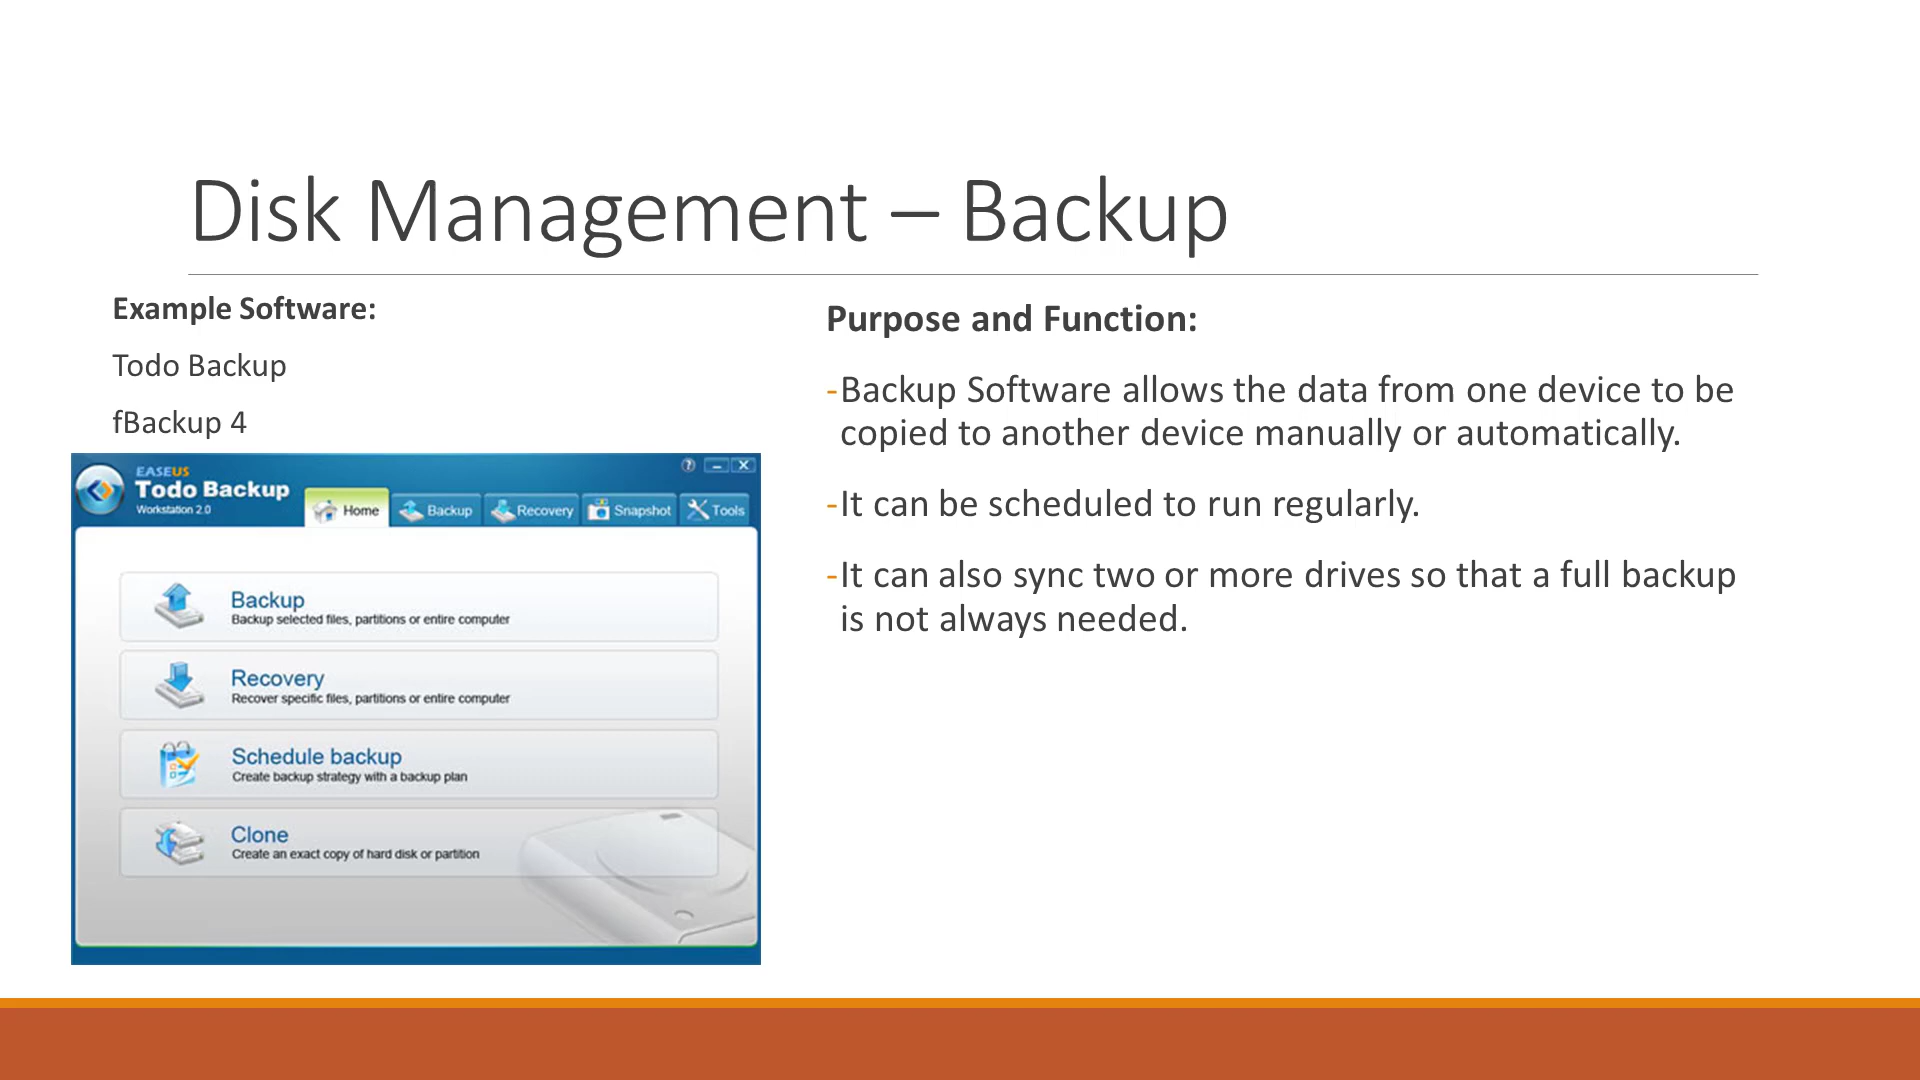 Disk Management – Backup
Example Software:
Todo Backup
fBackup 4
EASEUS
Todo Backup
Workstation 2.0
Home
Backup
Recovery
Snapshot
Tools
Backup
Backup selected files, partitions or entire computer
Recovery
Recover specific files, partitions or entire computer
Schedule backup
Create backup strategy with a backup plan
Clone
Create an exact copy of hard disk or partition
Purpose and Function:
-Backup Software allows the data from one device to be
copied to another device manually or automatically.
-It can be scheduled to run regularly.
-It can also sync two or more drives so that a full backup
is not always needed.